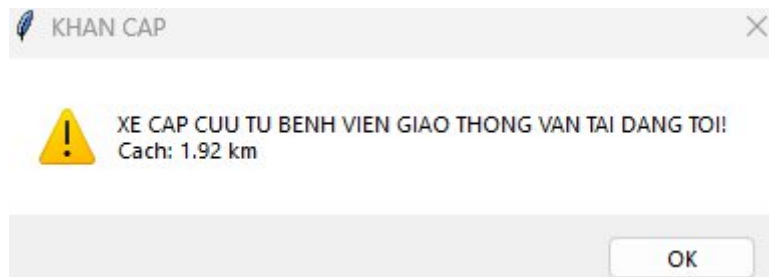 KHAN CAP
XE CAP CUU TU BENH VIEN GIAO THONG VAN TAI DANG TOI!
Cach: 1.92 km
OK